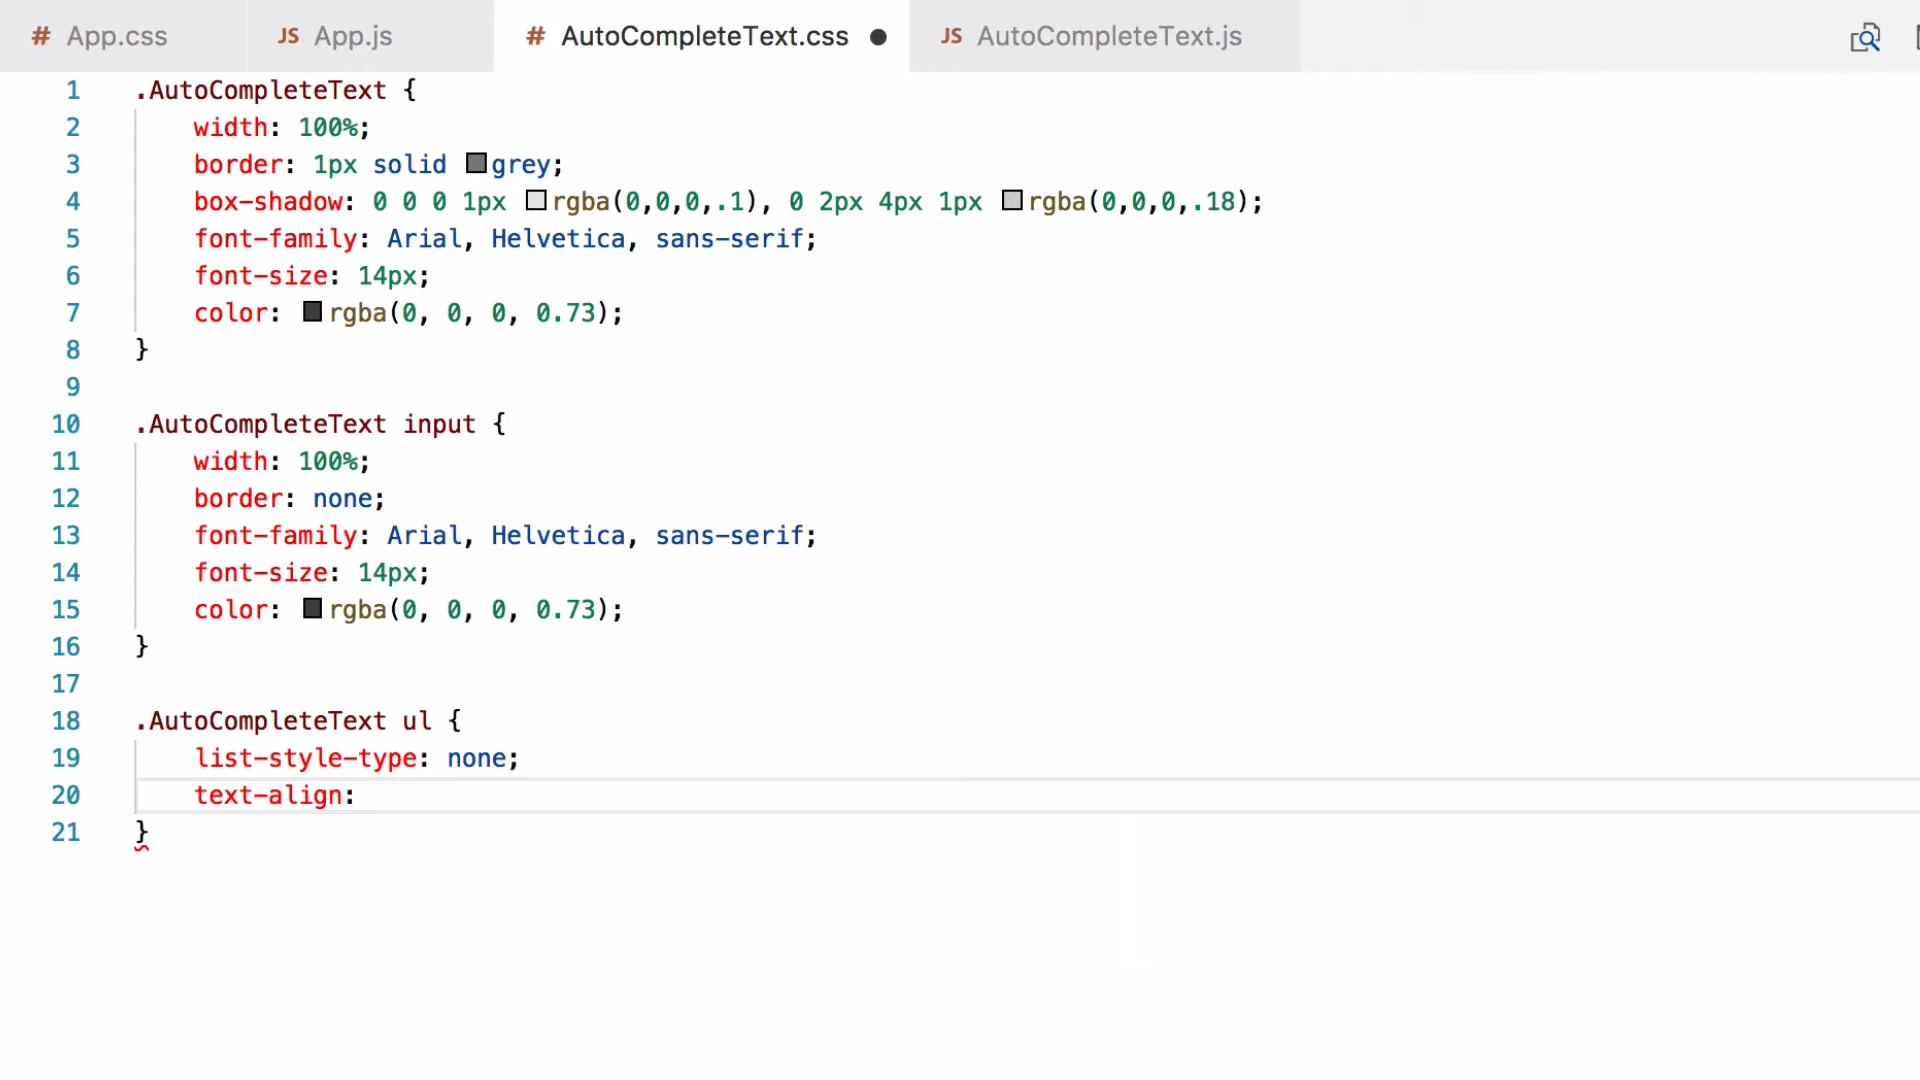 # App.css JS App.js # AutoCompleteText.css ● JS AutoCompleteText.js
1 .AutoCompleteText {
2 width: 100%;
3 border: 1px solid grey;
4 box-shadow: 0 0 0 1px rgba(0,0,0,.1), 0 2px 4px 1px rgba(0,0,0,.18);
5 font-family: Arial, Helvetica, sans-serif;
6 font-size: 14px;
7 color: rgba(0, 0, 0, 0.73);
8 }
9
10 .AutoCompleteText input {
11 width: 100%;
12 border: none;
13 font-family: Arial, Helvetica, sans-serif;
14 font-size: 14px;
15 color: rgba(0, 0, 0, 0.73);
16 }
17
18 .AutoCompleteText ul {
19 list-style-type: none;
20 text-align:
21 }